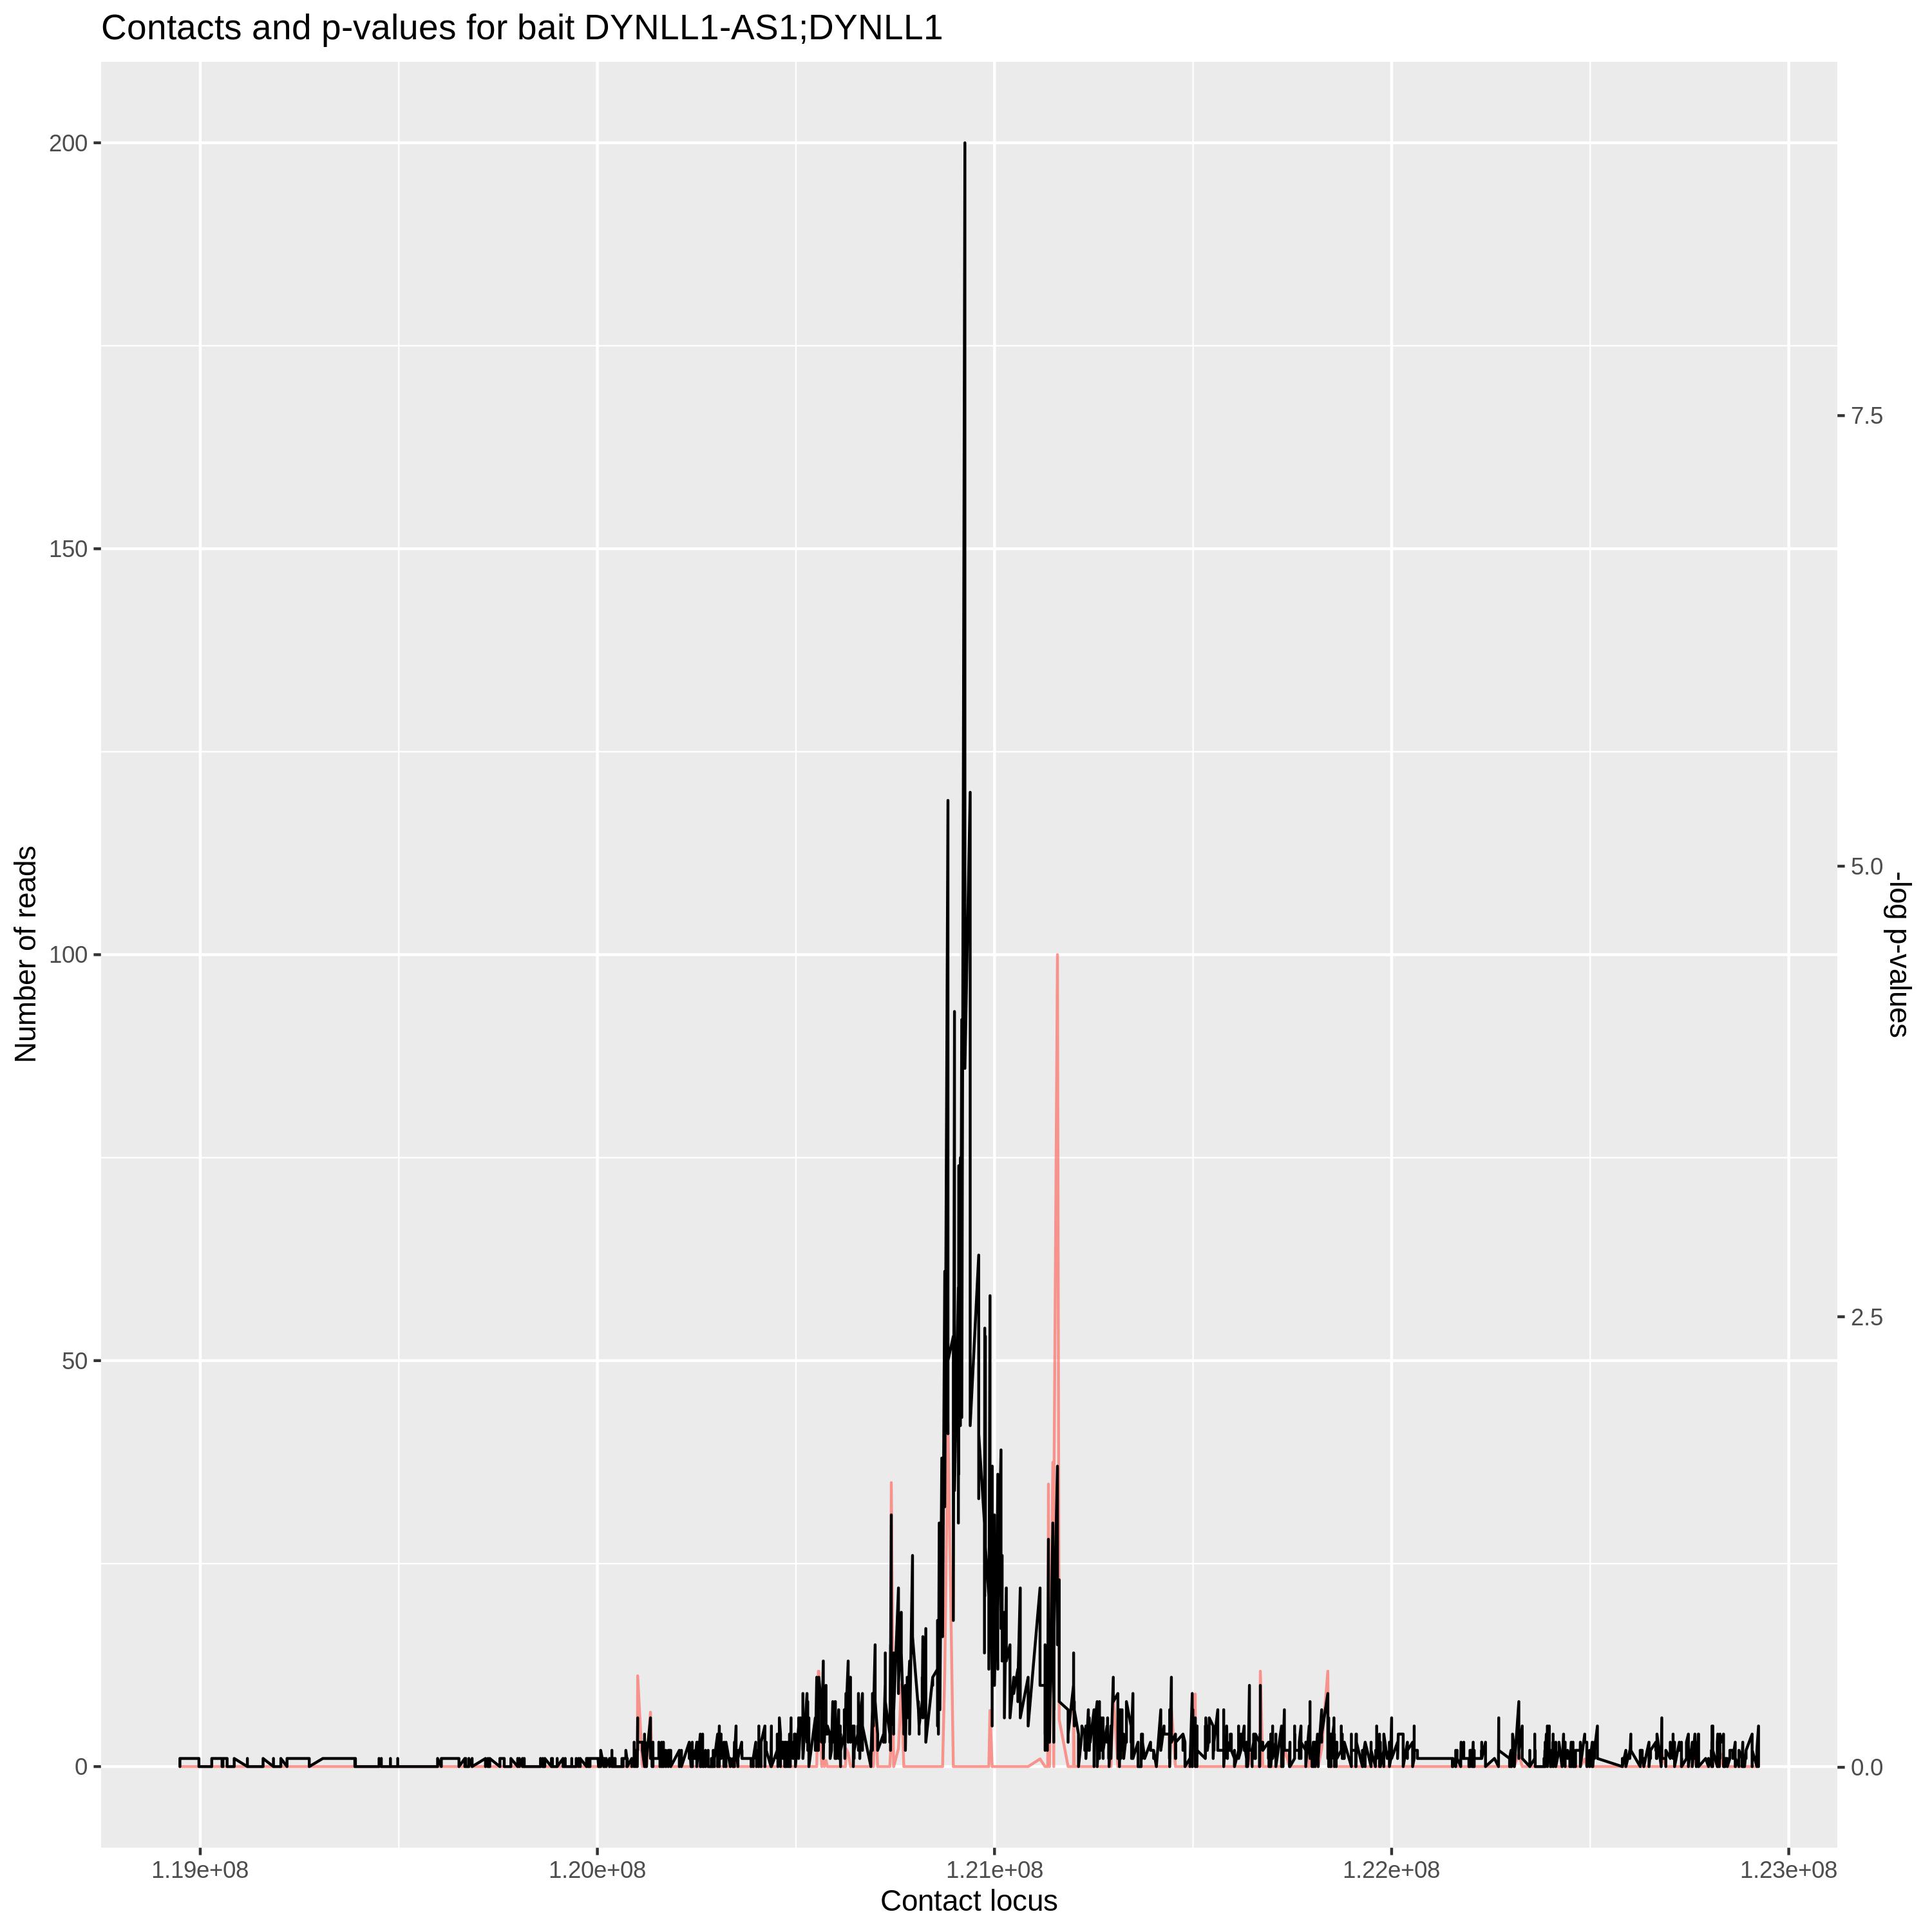 Contacts and p-values for bait DYNLL1-AS1;DYNLL1
200
150
100
50
0
Number of reads
7.5
5.0
2.5
0.0
-log p-values
1.19e+08
1.20e+08
1.21e+08
1.22e+08
1.23e+08
Contact locus